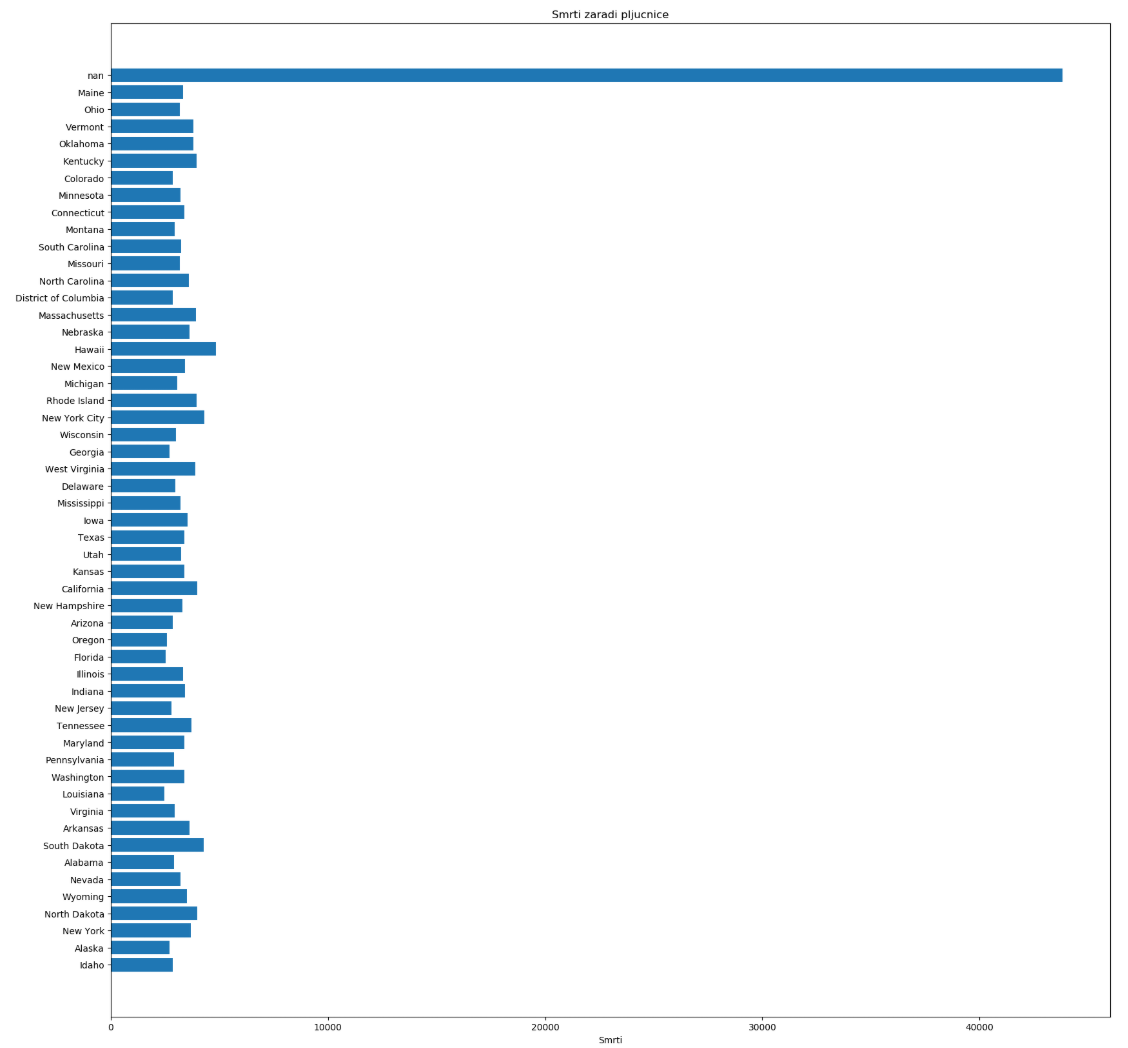 Smrti zaradi pljucnice
nan
Maine
Ohio
Vermont
Oklahoma
Kentucky
Colorado
Minnesota
Connecticut
Montana
South Carolina
Missouri
North Carolina
District of Columbia
Massachusetts
Nebraska
Hawaii
New Mexico
Michigan
Rhode Island
New York City
Wisconsin
Georgia
West Virginia
Delaware
Mississippi
Iowa
Texas
Utah
Kansas
California
New Hampshire
Arizona
Oregon
Florida
Illinois
Indiana
New Jersey
Tennessee
Maryland
Pennsylvania
Washington
Louisiana
Virginia
Arkansas
South Dakota
Alabama
Nevada
Wyoming
North Dakota
New York
Alaska
Idaho
0 10000 20000 30000 40000
Smrti